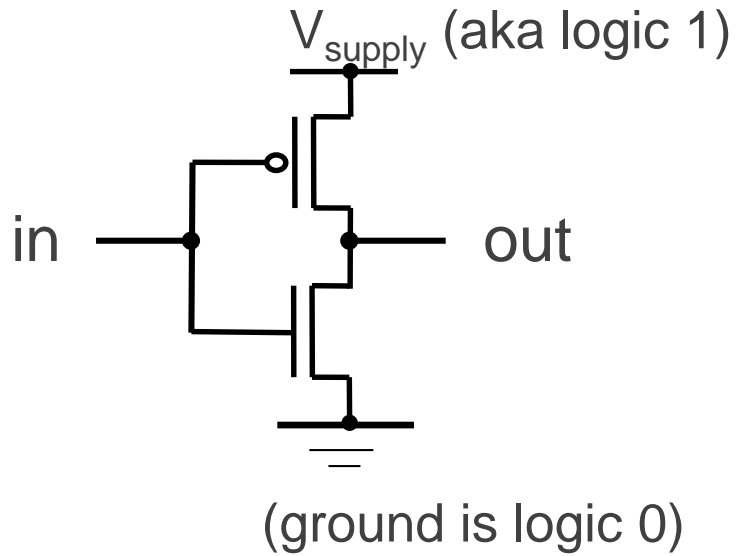 Vsupply (aka logic 1)
in
out
(ground is logic 0)